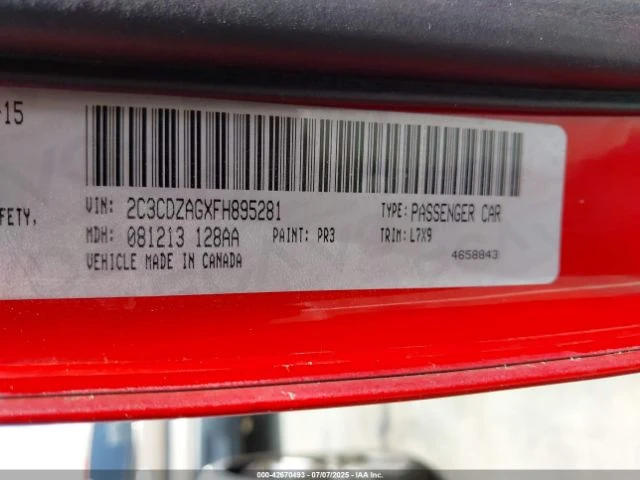 -15
FETY.
VIN: 2C3CDZAGXFH895281 TYPE: PASSENGER CAR
MDH: 081213 128AA PAINT: PR3 TRIM: L7X9
VEHICLE MADE IN CANADA 4658843
000-42670493 - 07/07/2025 - IAA Inc.